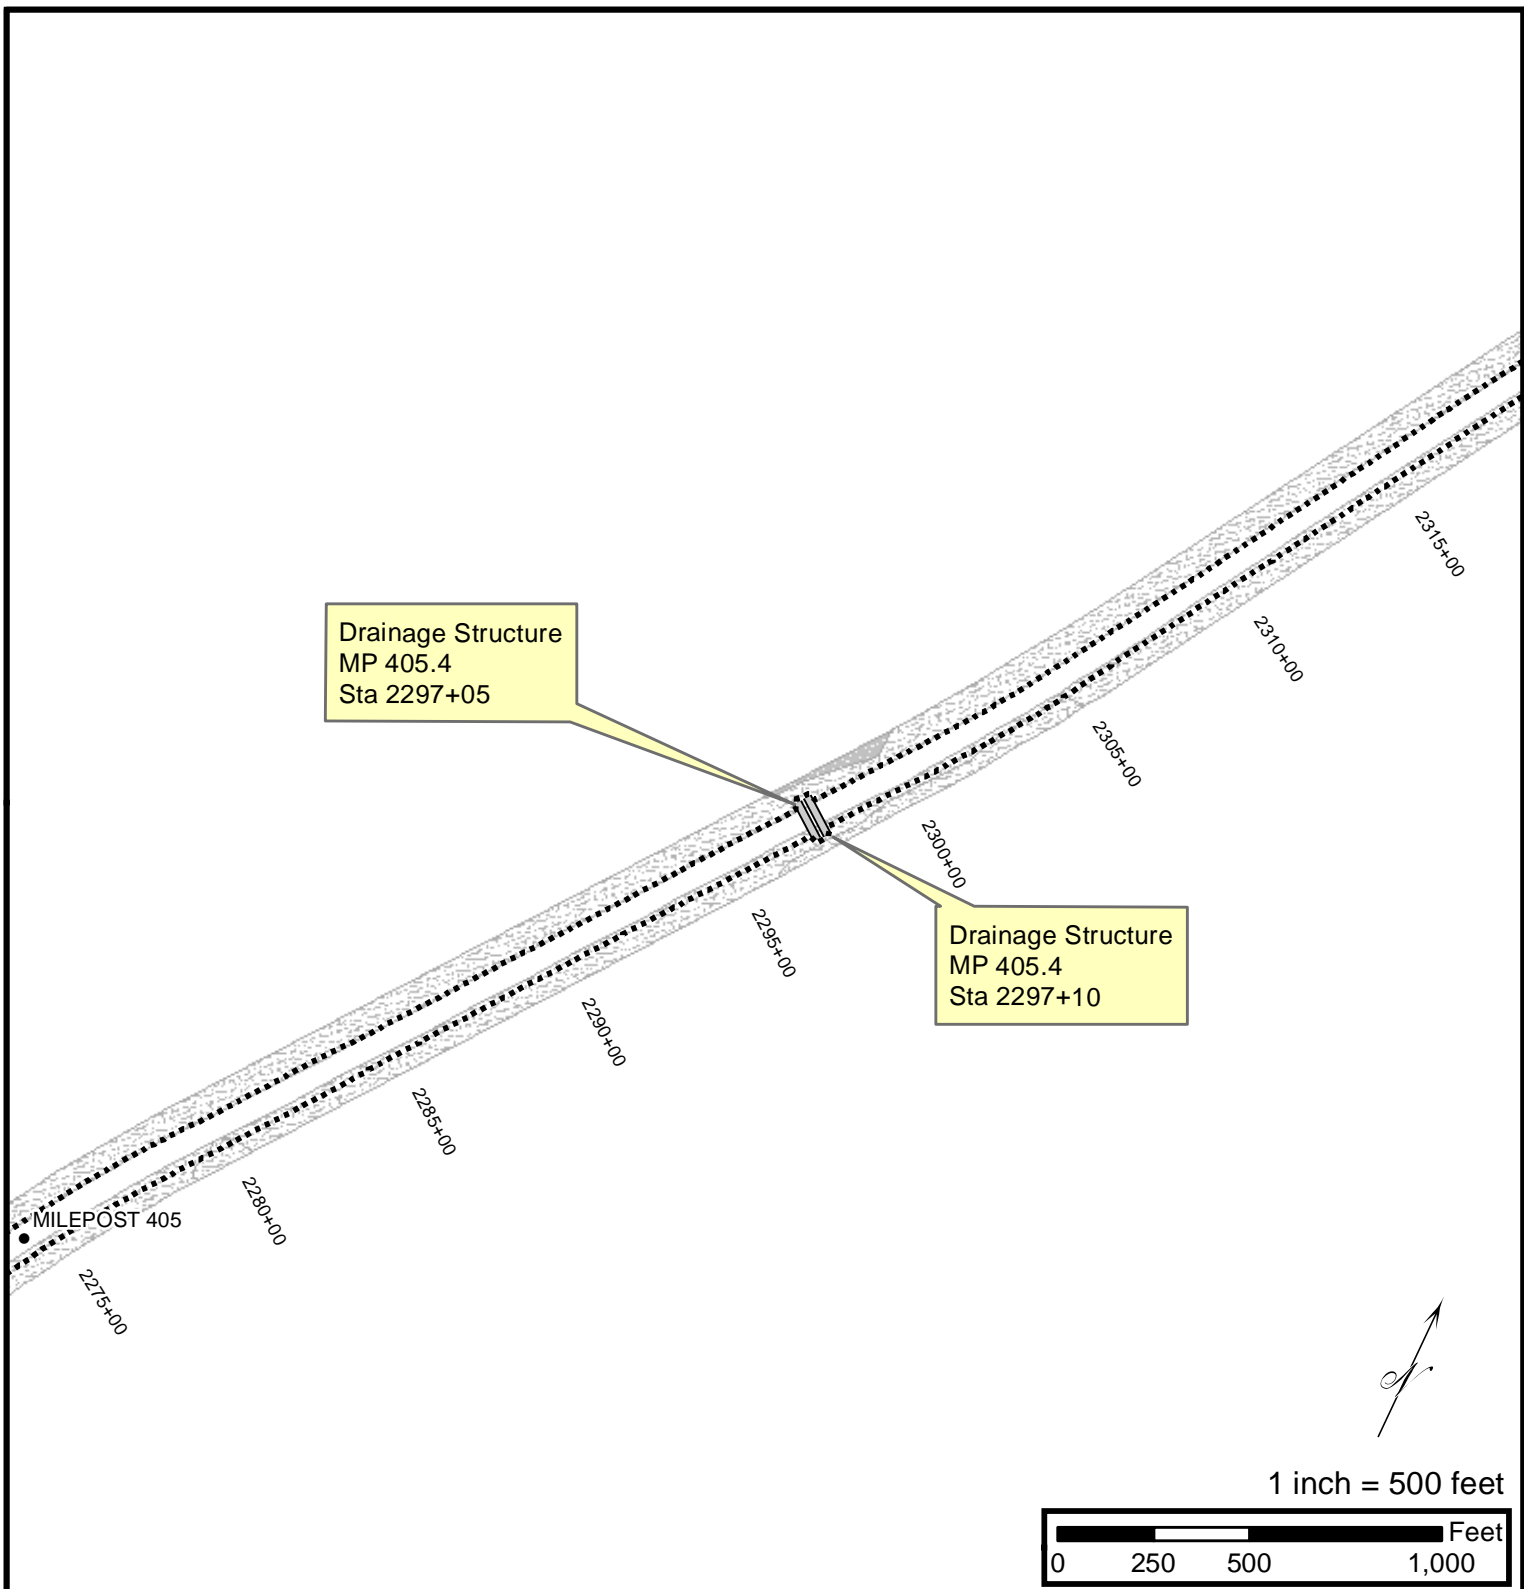 2315+00
Drainage Structure
MP 405.4
Sta 2297+05
2310+00
2305+00
2300+00
2295+00
Drainage Structure
MP 405.4
Sta 2297+10
2290+00
2285+00
2280+00
MILEPOST 405
2275+00
N
1 inch = 500 feet
Feet
0 250 500 1,000